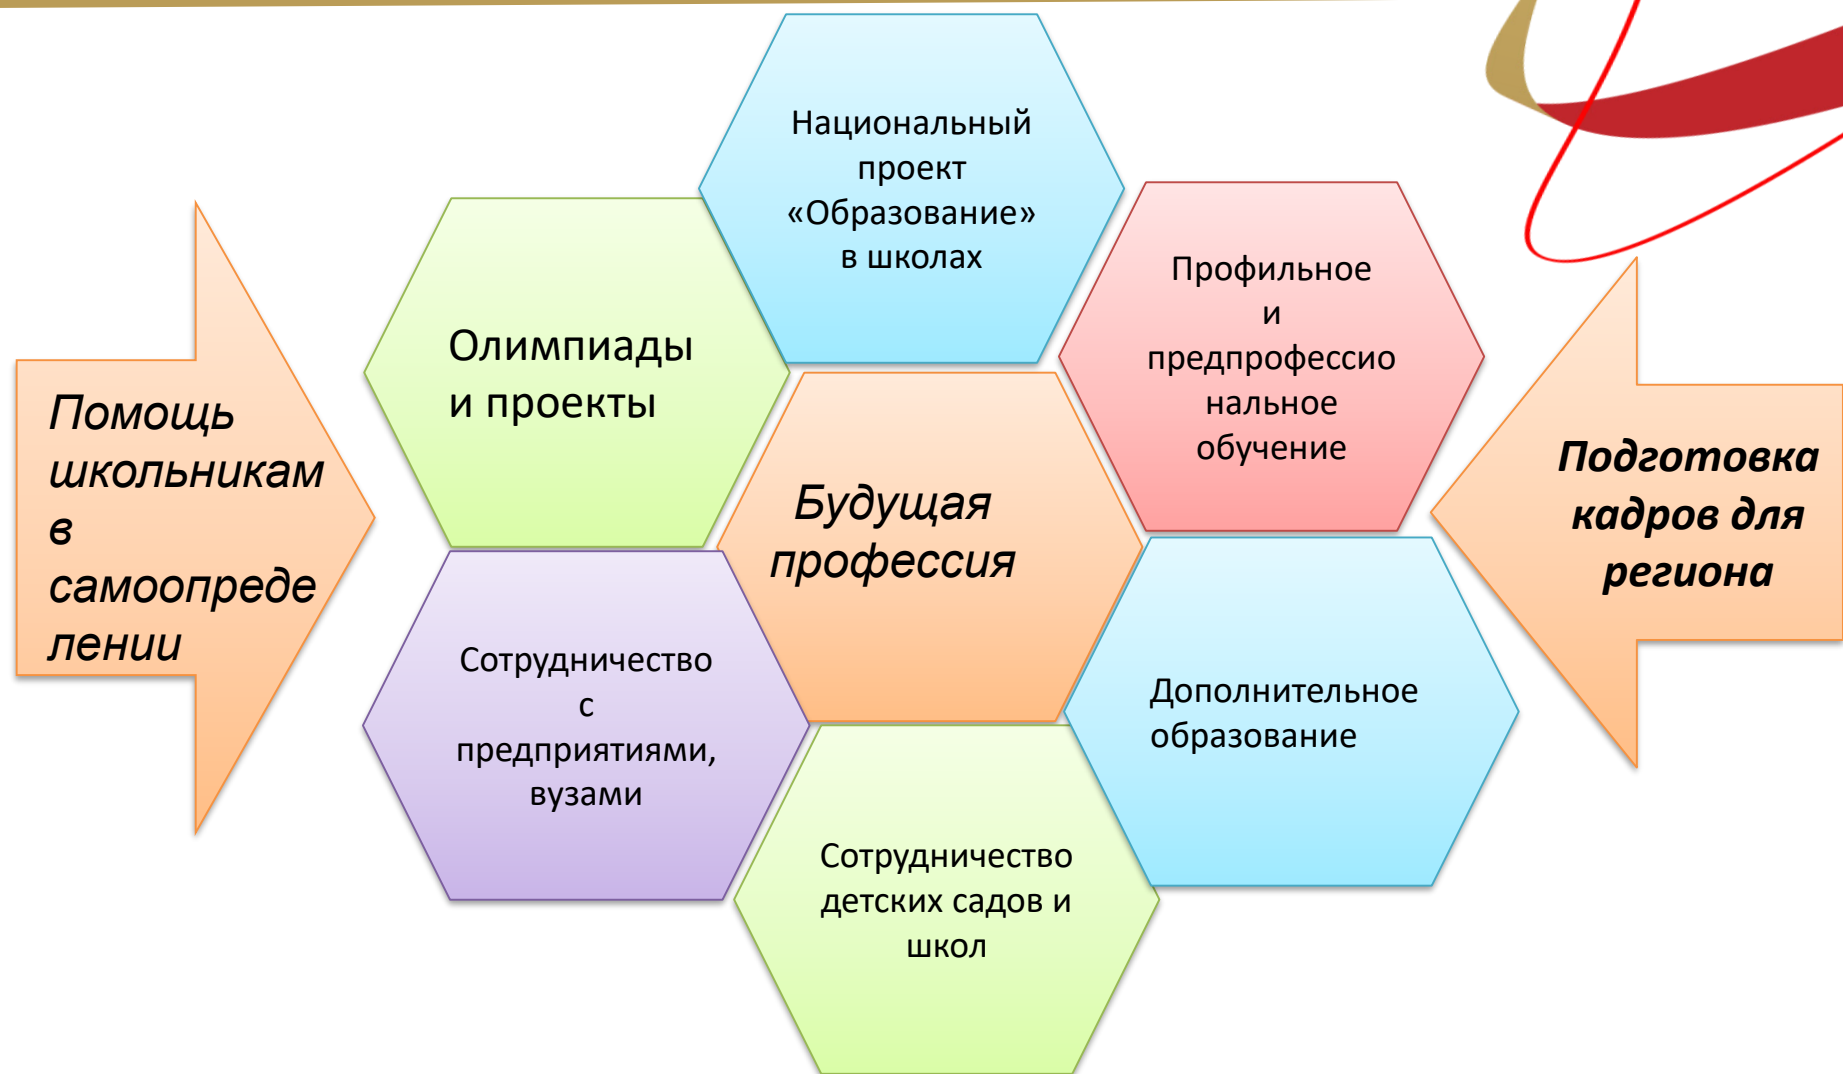 Национальный
проект
«Образование»
в школах
Олимпиады
и проекты
Профильное
и
предпрофессио
нальное
обучение
Помощь
школьникам
в
самоопреде
лении
Будущая
профессия
Подготовка
кадров для
региона
Сотрудничество
с
предприятиями,
вузами
Дополнительное
образование
Сотрудничество
детских садов и
школ